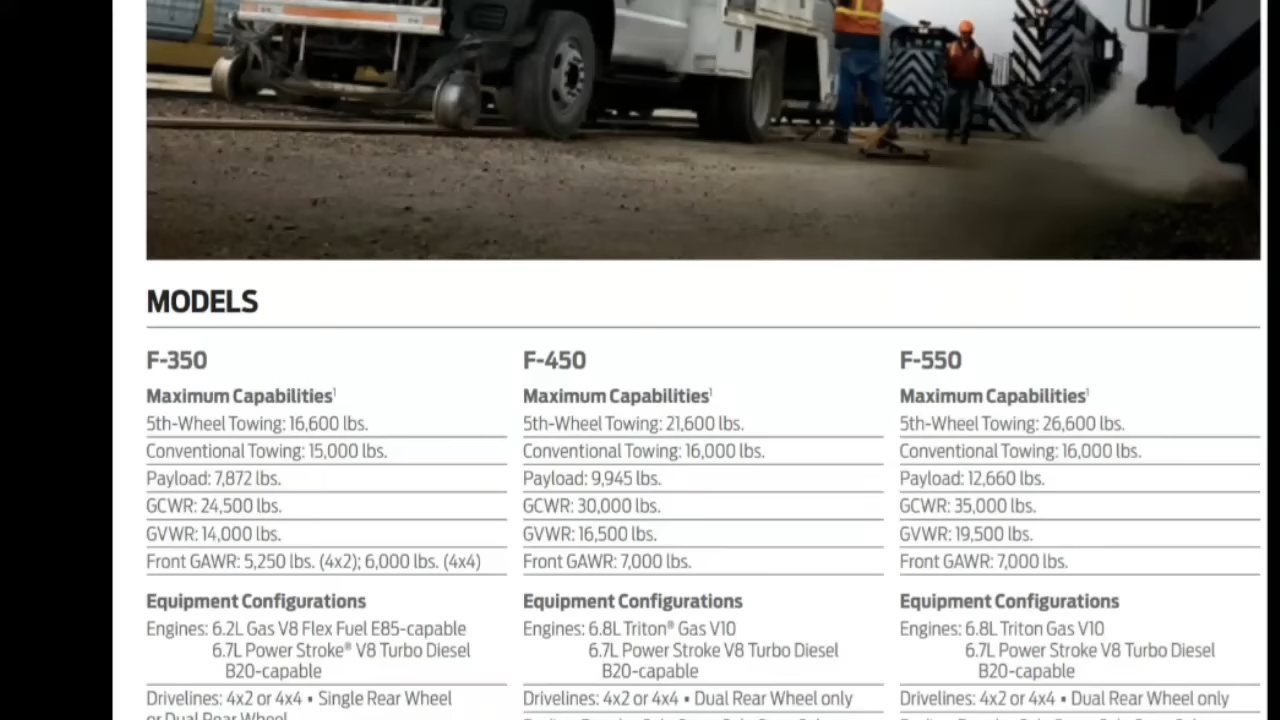 MODELS
F-350
Maximum Capabilities¹
5th-Wheel Towing: 16,600 lbs.
Conventional Towing: 15,000 lbs.
Payload: 7,872 lbs.
GCWR: 24,500 lbs.
GVWR: 14,000 lbs.
Front GAWR: 5,250 lbs. (4x2); 6,000 lbs. (4x4)
Equipment Configurations
Engines: 6.2L Gas V8 Flex Fuel E85-capable
6.7L Power Stroke® V8 Turbo Diesel
B20-capable
Drivelines: 4x2 or 4x4 • Single Rear Wheel
or Dual Rear Wheel
F-450
Maximum Capabilities¹
5th-Wheel Towing: 21,600 lbs.
Conventional Towing: 16,000 lbs.
Payload: 9,945 lbs.
GCWR: 30,000 lbs.
GVWR: 16,500 lbs.
Front GAWR: 7,000 lbs.
Equipment Configurations
Engines: 6.8L Triton® Gas V10
6.7L Power Stroke V8 Turbo Diesel
B20-capable
Drivelines: 4x2 or 4x4 • Dual Rear Wheel only
F-550
Maximum Capabilities¹
5th-Wheel Towing: 26,600 lbs.
Conventional Towing: 16,000 lbs.
Payload: 12,660 lbs.
GCWR: 35,000 lbs.
GVWR: 19,500 lbs.
Front GAWR: 7,000 lbs.
Equipment Configurations
Engines: 6.8L Triton Gas V10
6.7L Power Stroke V8 Turbo Diesel
B20-capable
Drivelines: 4x2 or 4x4 • Dual Rear Wheel only